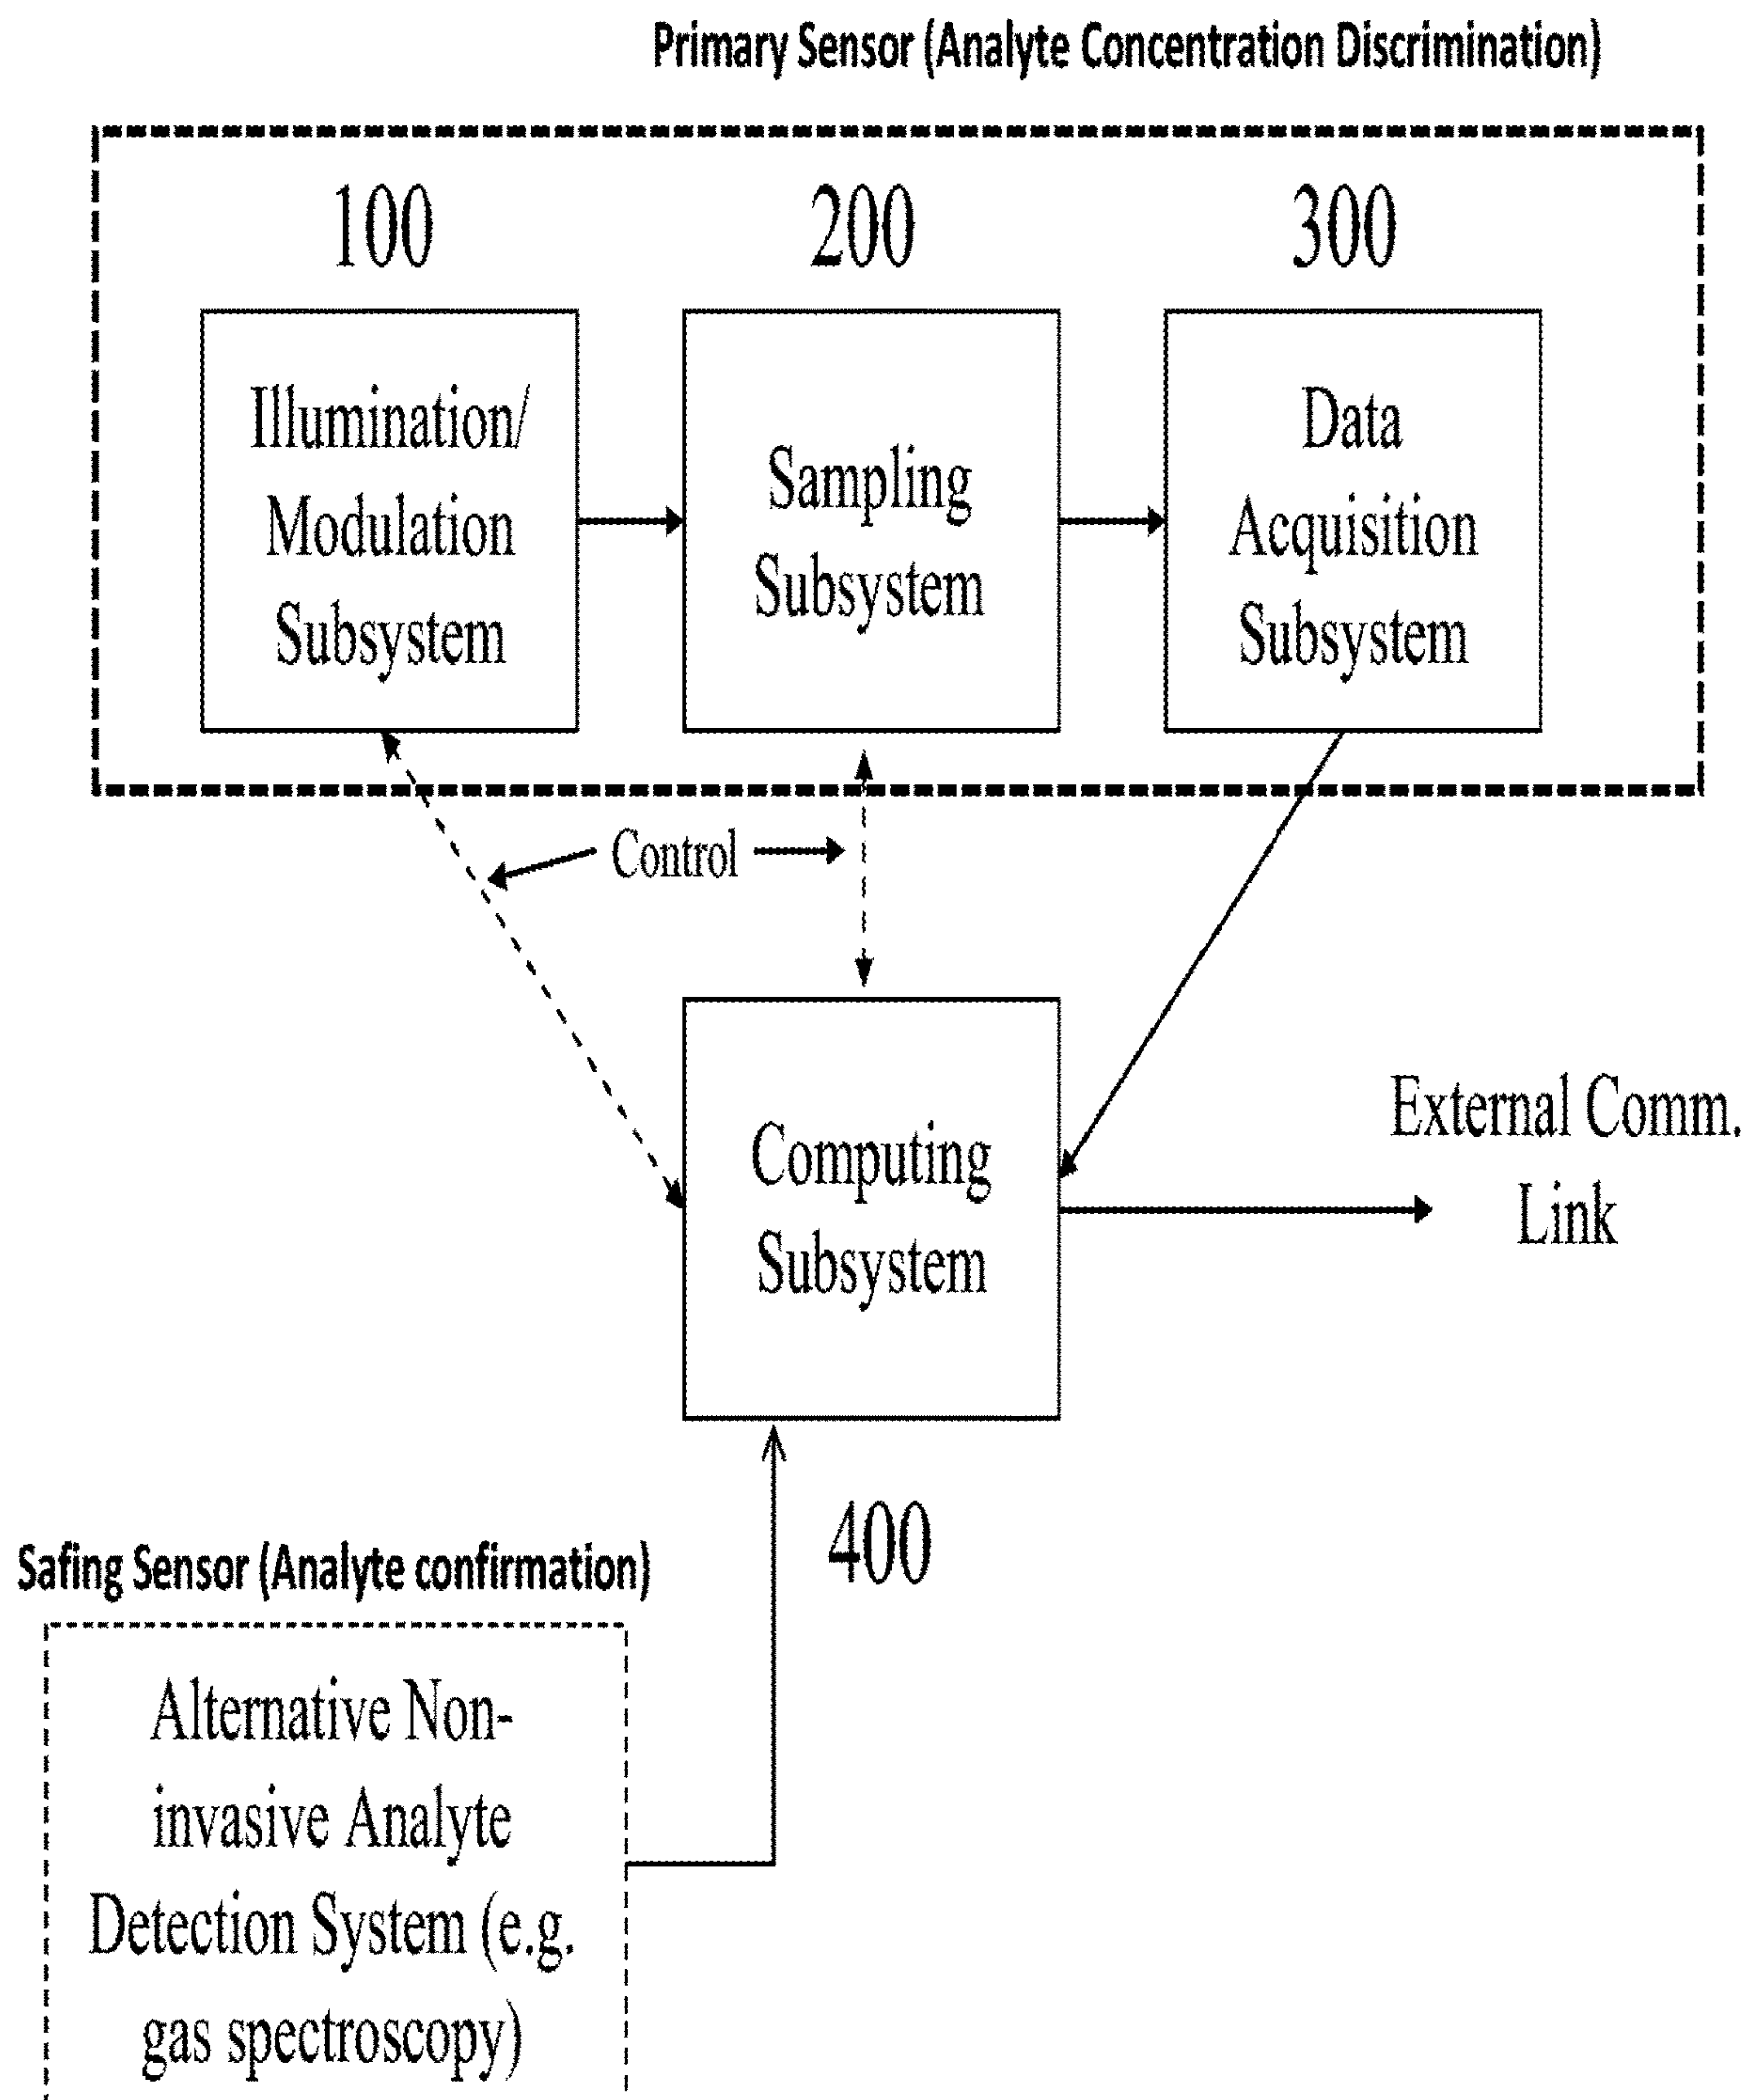 Primary Sensor (Analyte Concentration Discrimination)
100
200
300
Illumination/
Modulation
Subsystem
Sampling
Subsystem
Data
Acquisition
Subsystem
Control
Computing
Subsystem
External Comm.
Link
400
Safing Sensor (Analyte confirmation)
Alternative Non-
invasive Analyte
Detection System (e.g.
gas spectroscopy)